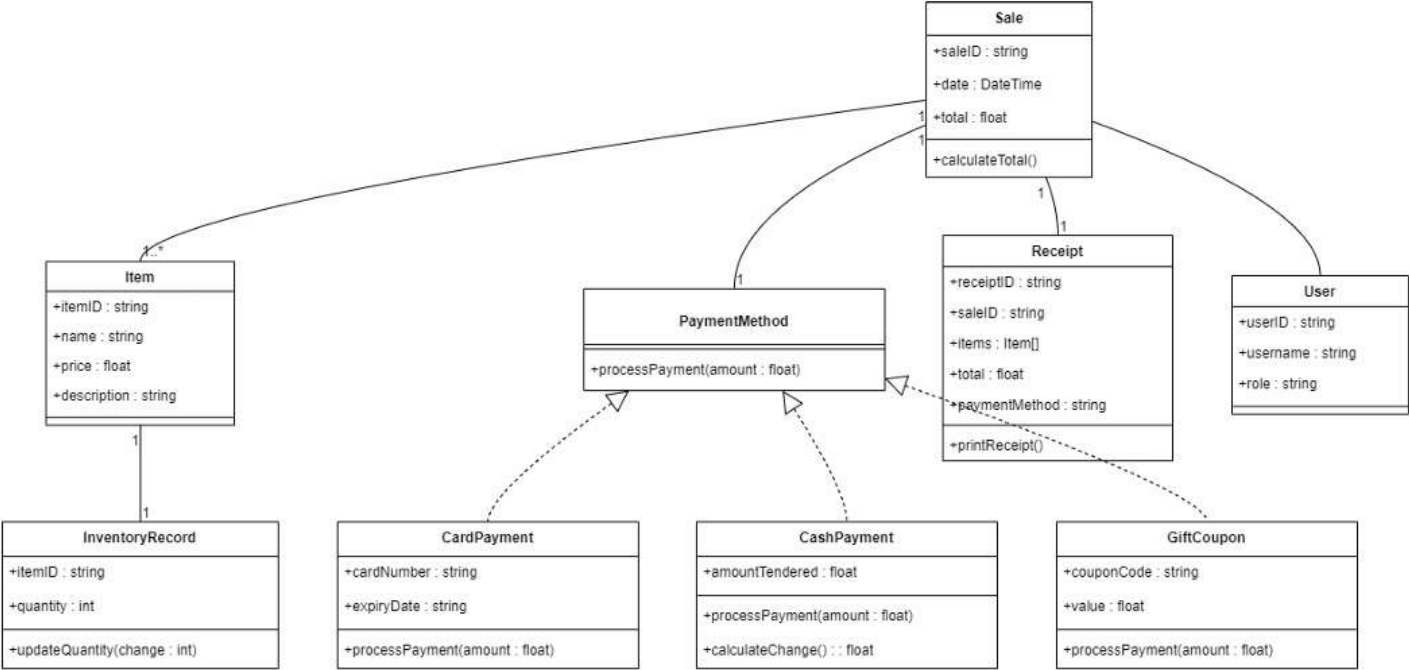 Sale
+saleID : string
+date : DateTime
+total : float
+calculateTotal()
1
1
1
1
1..*
1
Item
+itemID : string
+name : string
+price : float
+description : string
1
1
PaymentMethod
+processPayment(amount : float)
Receipt
+receiptID : string
+saleID : string
+items : Item[]
+total : float
+paymentMethod : string
+printReceipt()
User
+userID : string
+username : string
+role : string
InventoryRecord
+itemID : string
+quantity : int
+updateQuantity(change : int)
CardPayment
+cardNumber : string
+expiryDate : string
+processPayment(amount : float)
CashPayment
+amountTendered : float
+processPayment(amount : float)
+calculateChange() : : float
GiftCoupon
+couponCode : string
+value : float
+processPayment(amount : float)